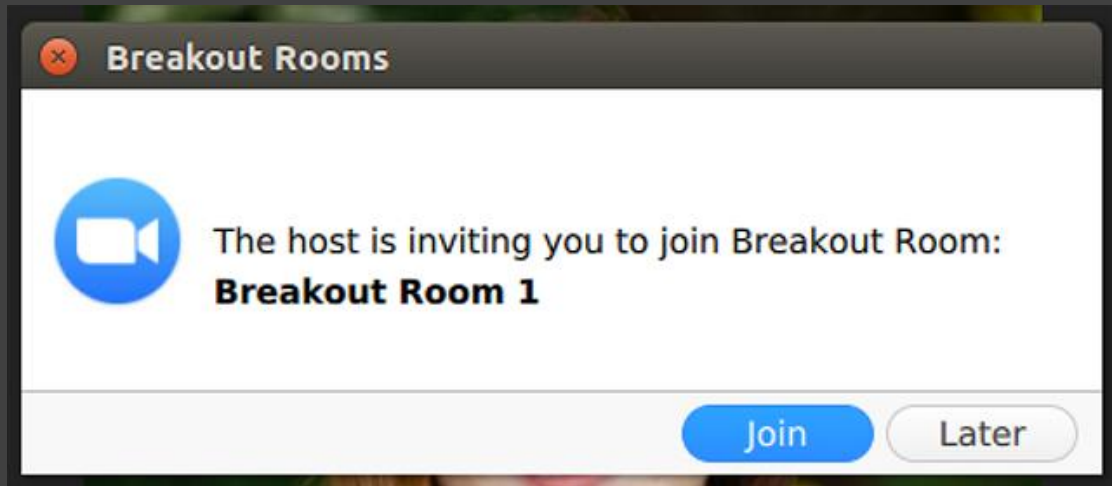 Breakout Rooms
The host is inviting you to join Breakout Room:
Breakout Room 1
Join
Later